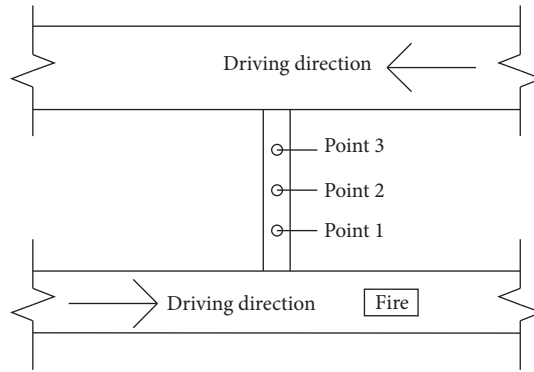 Driving direction
Point 3
Point 2
Point 1
Driving direction
Fire